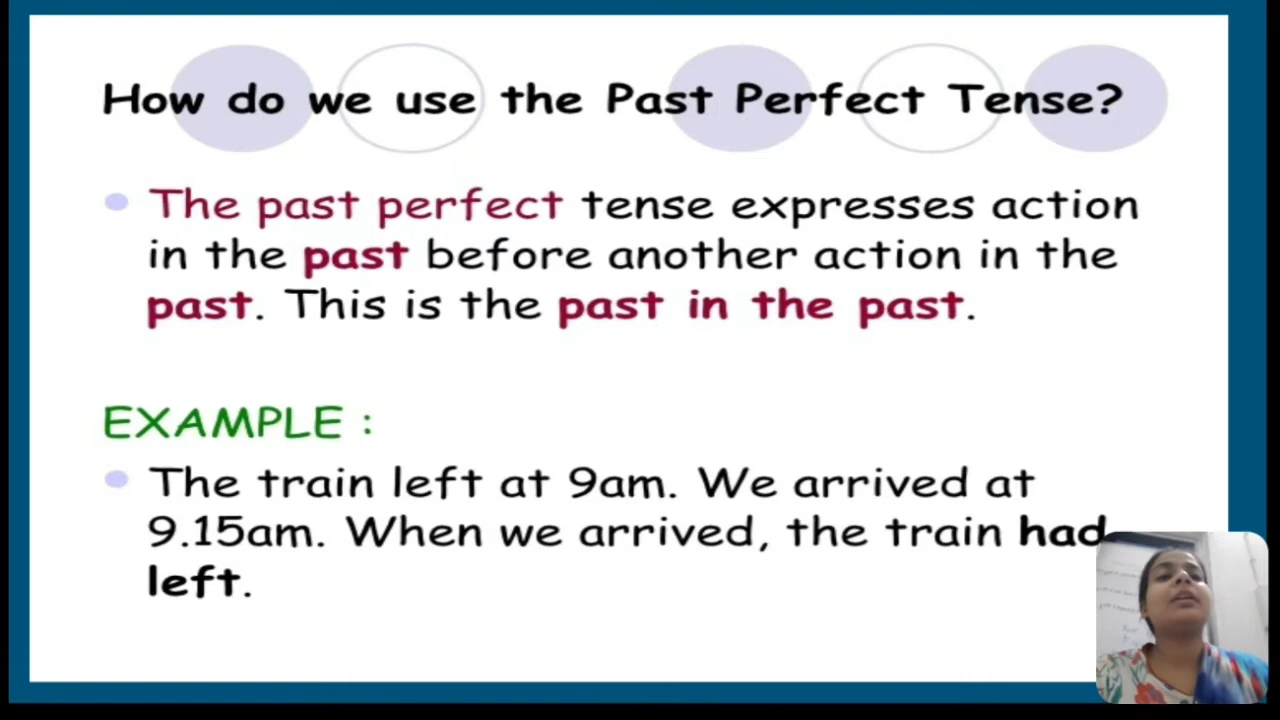 How do we use the Past Perfect Tense?
The past perfect tense expresses action
in the past before another action in the
past. This is the past in the past.
EXAMPLE :
The train left at 9am. We arrived at
9.15am. When we arrived, the train had
left.